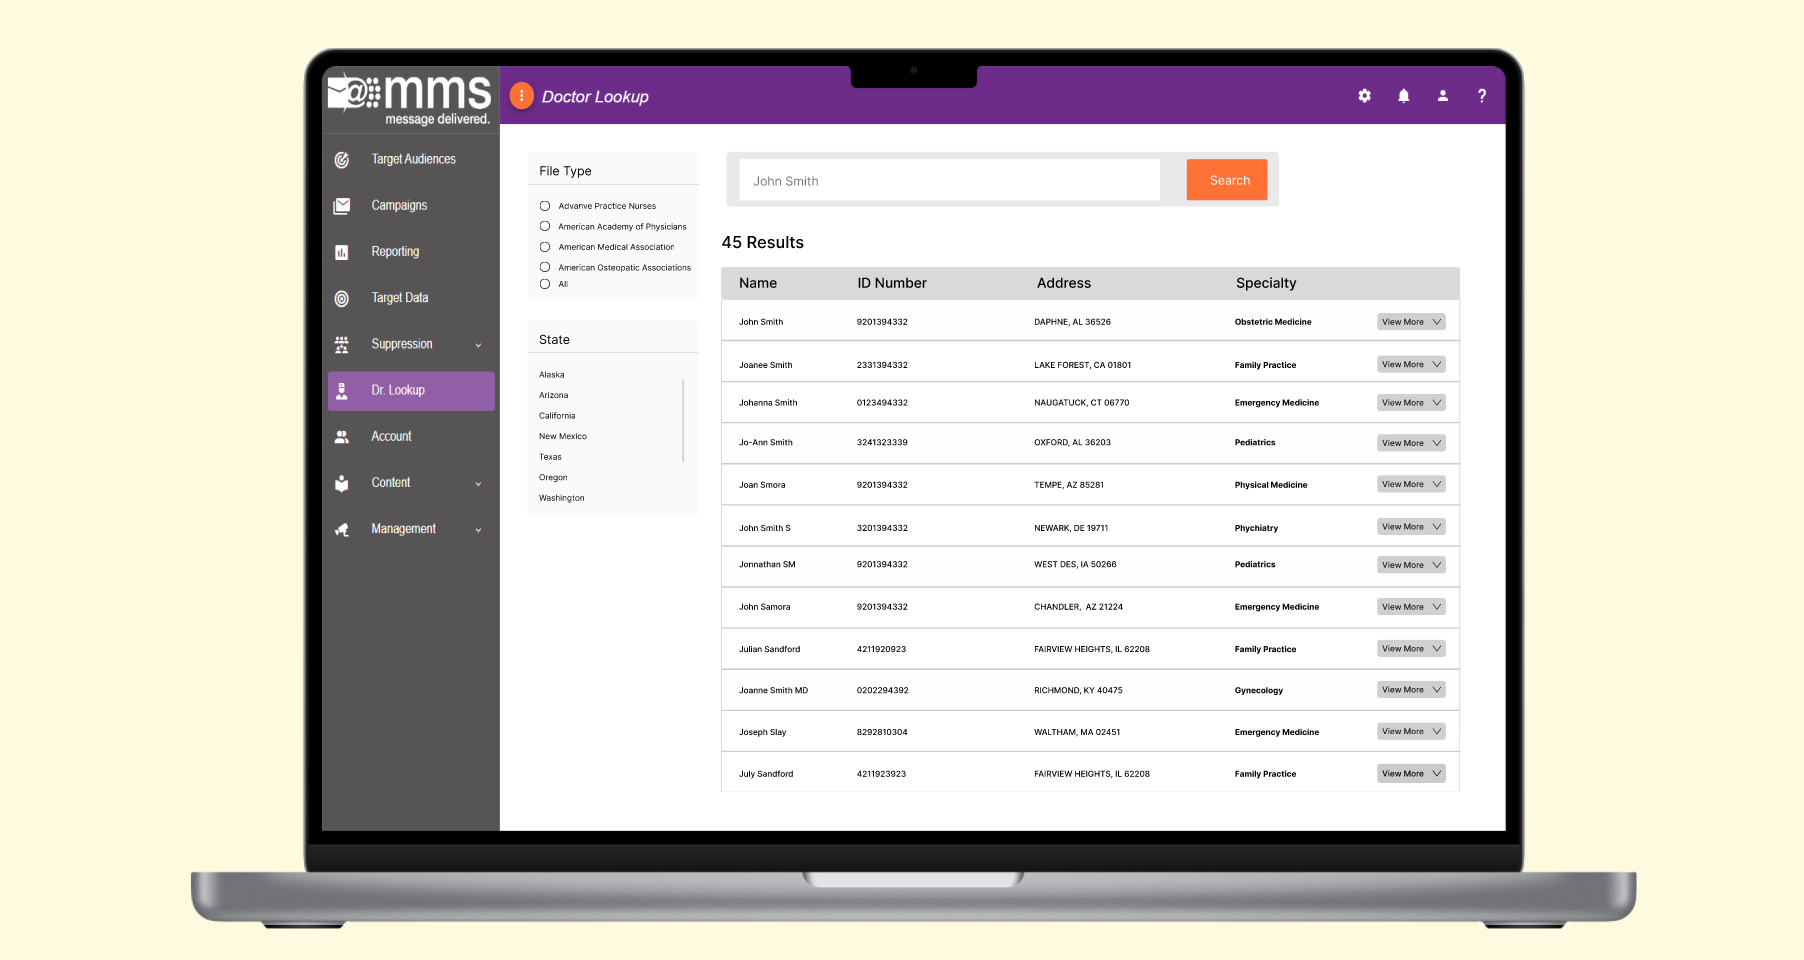 @mms
message delivered.
Doctor Lookup
?
Target Audiences
Campaigns
Reporting
Target Data
Suppression
Dr. Lookup
Account
Content
Management
File Type
Advanve Practice Nurses
American Academy of Physicians
American Medical Association
American Osteopatic Associations
All
State
Alaska
Arizona
California
New Mexico
Texas
Oregon
Washington
John Smith
Search
45 Results
Name ID Number Address Specialty
John Smith 9201394332 DAPHNE, AL 36526 Obstetric Medicine View More
Joanee Smith 2331394332 LAKE FOREST, CA 01801 Family Practice View More
Johanna Smith 0123494332 NAUGATUCK, CT 06770 Emergency Medicine View More
Jo-Ann Smith 3241323339 OXFORD, AL 36203 Pediatrics View More
Joan Smora 9201394332 TEMPE, AZ 85281 Physical Medicine View More
John Smith S 3201394332 NEWARK, DE 19711 Phychiatry View More
Jonnathan SM 9201394332 WEST DES, IA 50266 Pediatrics View More
John Samora 9201394332 CHANDLER, AZ 21224 Emergency Medicine View More
Julian Sandford 4211920923 FAIRVIEW HEIGHTS, IL 62208 Family Practice View More
Joanne Smith MD 0202294392 RICHMOND, KY 40475 Gynecology View More
Joseph Slay 8292810304 WALTHAM, MA 02451 Emergency Medicine View More
July Sandford 4211923923 FAIRVIEW HEIGHTS, IL 62208 Family Practice View More